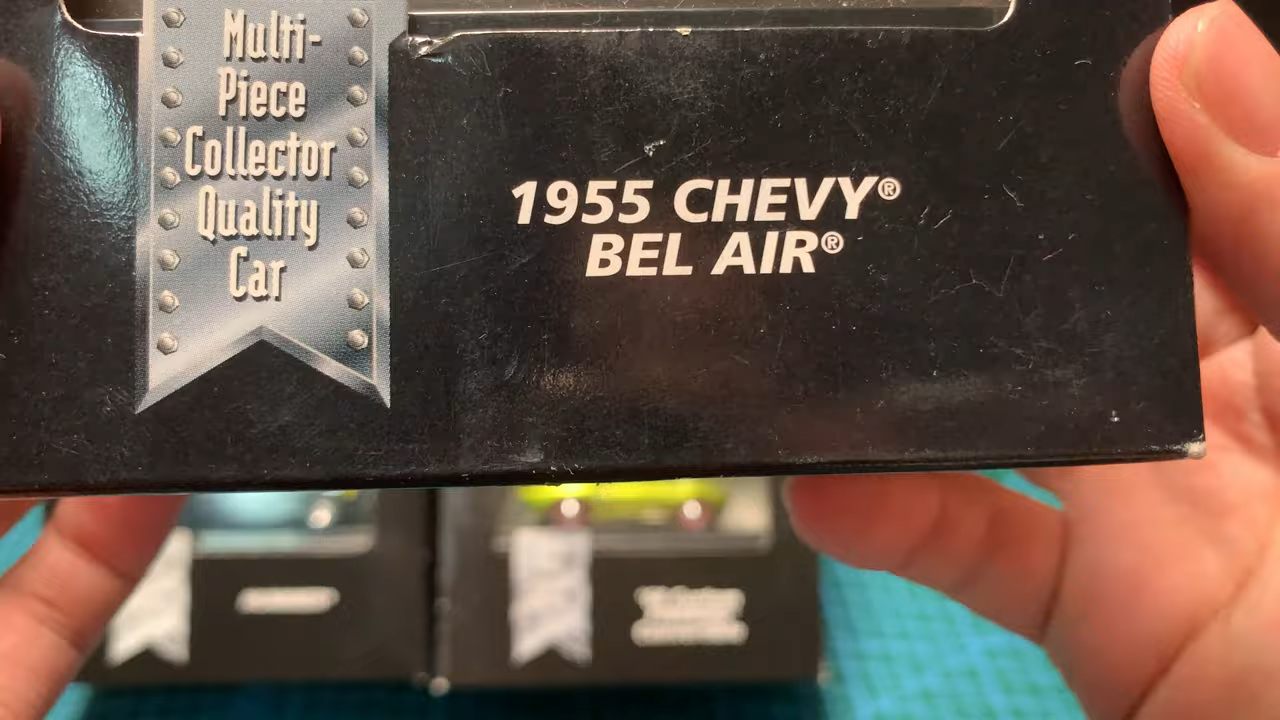 Multi-
Piece
Collector
Quality
Car
1955 CHEVY®
BEL AIR®